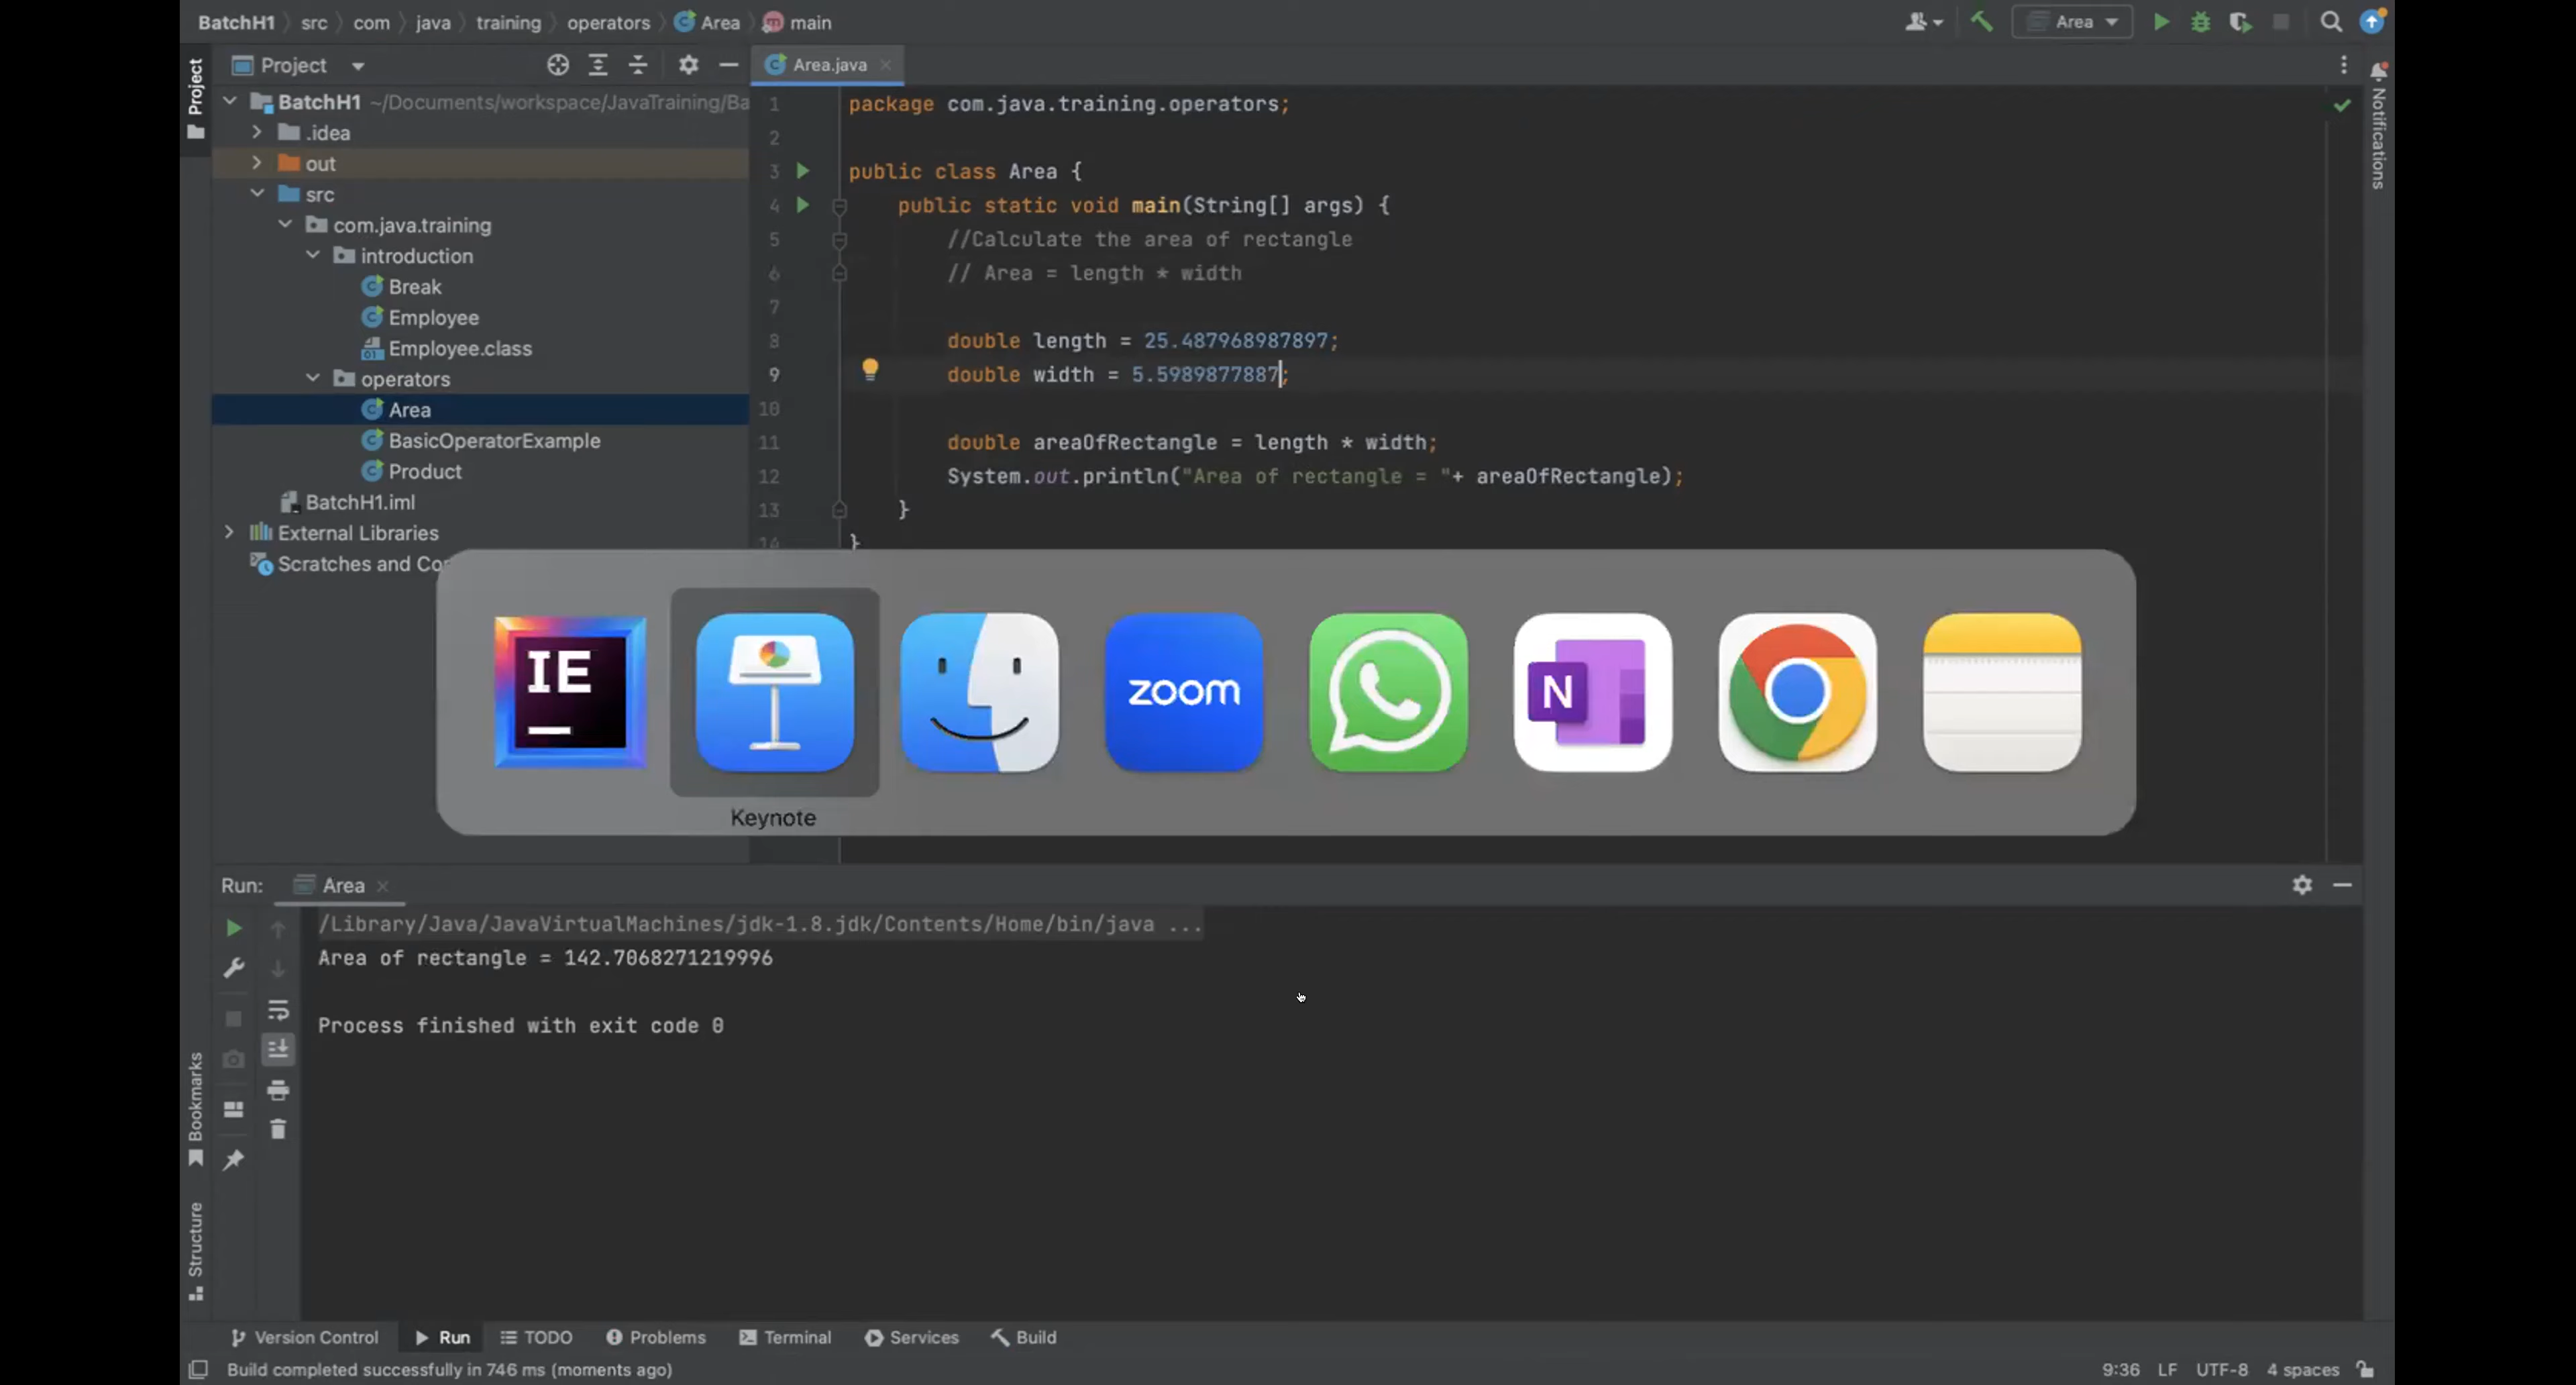 BatchH1 src com java training operators Area main
Area
Project
Project
Area.java
Notifications
BatchH1 ~/Documents/workspace/JavaTraining/Ba
.idea
out
src
com.java.training
introduction
Break
Employee
Employee.class
operators
Area
BasicOperatorExample
Product
BatchH1.iml
External Libraries
Scratches and Co
1 package com.java.training.operators;
2
3 public class Area {
4 public static void main(String[] args) {
5 //Calculate the area of rectangle
6 // Area = length * width
7
8 double length = 25.487968987897;
9 double width = 5.5989877887;
10
11 double areaOfRectangle = length * width;
12 System.out.println("Area of rectangle = "+ areaOfRectangle);
13 }
14 }
IE
zoom
N
Keynote
Run: Area
/Library/Java/JavaVirtualMachines/jdk-1.8.jdk/Contents/Home/bin/java ...
Area of rectangle = 142.7068271219996
Process finished with exit code 0
Bookmarks
Structure
Version Control Run TODO Problems Terminal Services Build
Build completed successfully in 746 ms (moments ago)
9:36 LF UTF-8 4 spaces